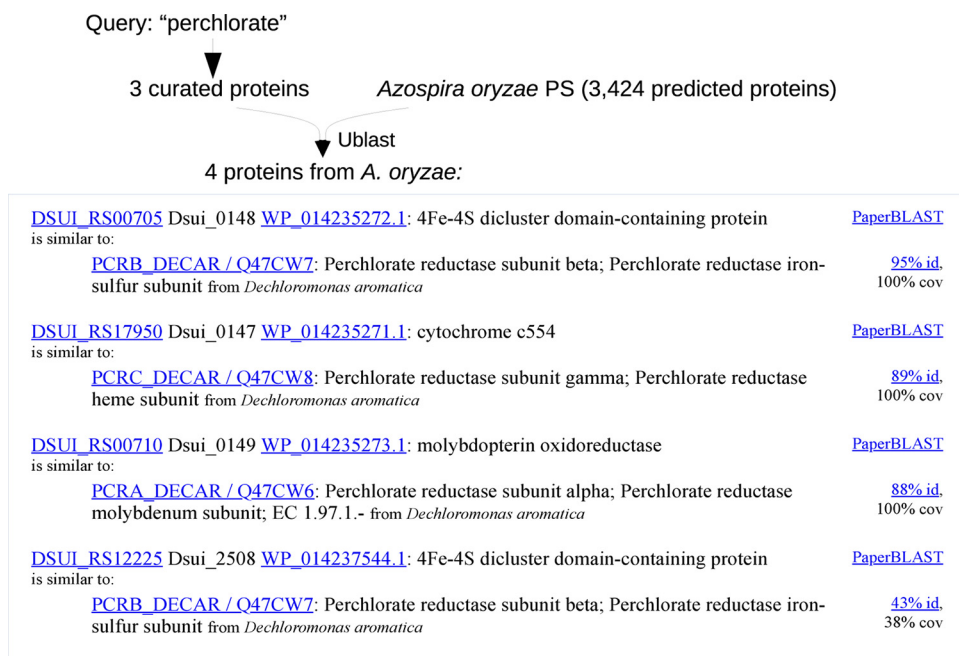 Query: “perchlorate”
3 curated proteins
Azospira oryzae PS (3,424 predicted proteins)
Ublast
4 proteins from A. oryzae:
DSUI_RS00705 Dsui_0148 WP_014235272.1: 4Fe-4S dicluster domain-containing protein PaperBLAST
is similar to:
PCRB_DECAR / Q47CW7: Perchlorate reductase subunit beta; Perchlorate reductase iron- 95% id,
sulfur subunit from Dechloromonas aromatica 100% cov
DSUI_RS17950 Dsui_0147 WP_014235271.1: cytochrome c554 PaperBLAST
is similar to:
PCRC_DECAR / Q47CW8: Perchlorate reductase subunit gamma; Perchlorate reductase 89% id,
heme subunit from Dechloromonas aromatica 100% cov
DSUI_RS00710 Dsui_0149 WP_014235273.1: molybdopterin oxidoreductase PaperBLAST
is similar to:
PCRA_DECAR / Q47CW6: Perchlorate reductase subunit alpha; Perchlorate reductase 88% id,
molybdenum subunit; EC 1.97.1.- from Dechloromonas aromatica 100% cov
DSUI_RS12225 Dsui_2508 WP_014237544.1: 4Fe-4S dicluster domain-containing protein PaperBLAST
is similar to:
PCRB_DECAR / Q47CW7: Perchlorate reductase subunit beta; Perchlorate reductase iron- 43% id,
sulfur subunit from Dechloromonas aromatica 38% cov